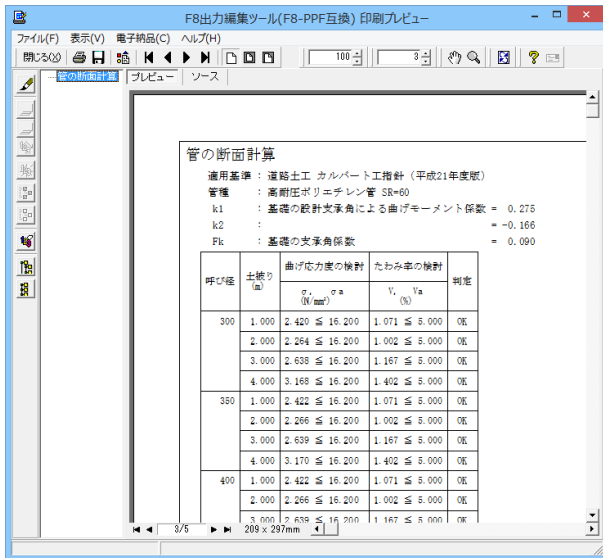 F8出力編集ツール(F8-PPF互換) 印刷プレビュー
ファイル(F) 表示(V) 電子納品(C) ヘルプ(H)
閉じる(X) 100 3
管の断面計算 プレビュー ソース
管の断面計算
適用基準 : 道路土工 カルバート工指針 (平成21年度版)
管種 : 高耐圧ポリエチレン管 SR=60
k1 : 基礎の設計支承角による曲げモーメント係数 = 0.275
k2 : = -0.166
Fk : 基礎の支承角係数 = 0.090
呼び径 土被り (m) 曲げ応力度の検討 たわみ率の検討 判定
σ, σa (N/mm²) V, Va (%)
300 1.000 2.420 ≦ 16.200 1.071 ≦ 5.000 OK
2.000 2.264 ≦ 16.200 1.002 ≦ 5.000 OK
3.000 2.638 ≦ 16.200 1.167 ≦ 5.000 OK
4.000 3.168 ≦ 16.200 1.402 ≦ 5.000 OK
350 1.000 2.422 ≦ 16.200 1.071 ≦ 5.000 OK
2.000 2.266 ≦ 16.200 1.002 ≦ 5.000 OK
3.000 2.639 ≦ 16.200 1.167 ≦ 5.000 OK
4.000 3.170 ≦ 16.200 1.402 ≦ 5.000 OK
400 1.000 2.422 ≦ 16.200 1.071 ≦ 5.000 OK
2.000 2.266 ≦ 16.200 1.002 ≦ 5.000 OK
3.000 2.639 ≦ 16.200 1.167 ≦ 5.000 OK
3/5 209 x 297mm